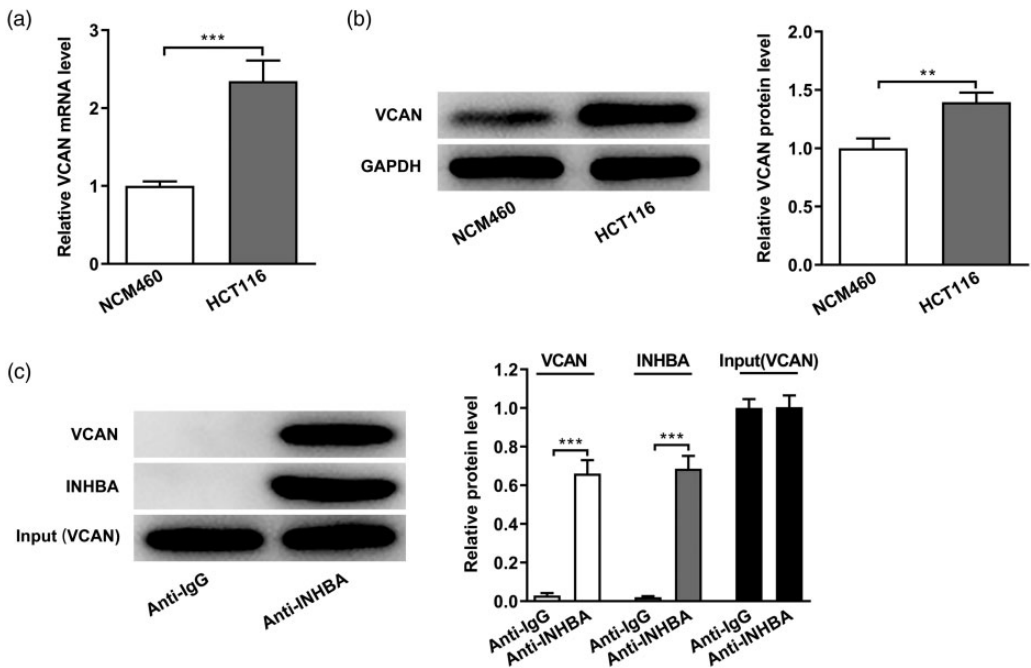 (a)
Relative VCAN mRNA level
3
2
1
0
***
NCM460
HCT116
(b)
VCAN
GAPDH
NCM460
HCT116
Relative VCAN protein level
2.0
1.5
1.0
0.5
0.0
**
NCM460
HCT116
(c)
VCAN
INHBA
Input (VCAN)
Anti-IgG
Anti-INHBA
Relative protein level
1.2
1.0
0.8
0.6
0.4
0.2
0.0
VCAN
INHBA
Input(VCAN)
***
***
Anti-IgG
Anti-INHBA
Anti-IgG
Anti-INHBA
Anti-IgG
Anti-INHBA